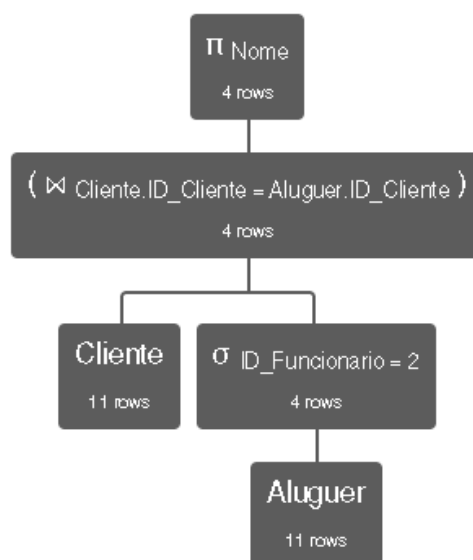 π Nome
4 rows
( ⋈ Cliente.ID_Cliente = Aluguer.ID_Cliente )
4 rows
Cliente
11 rows
σ ID_Funcionario = 2
4 rows
Aluguer
11 rows